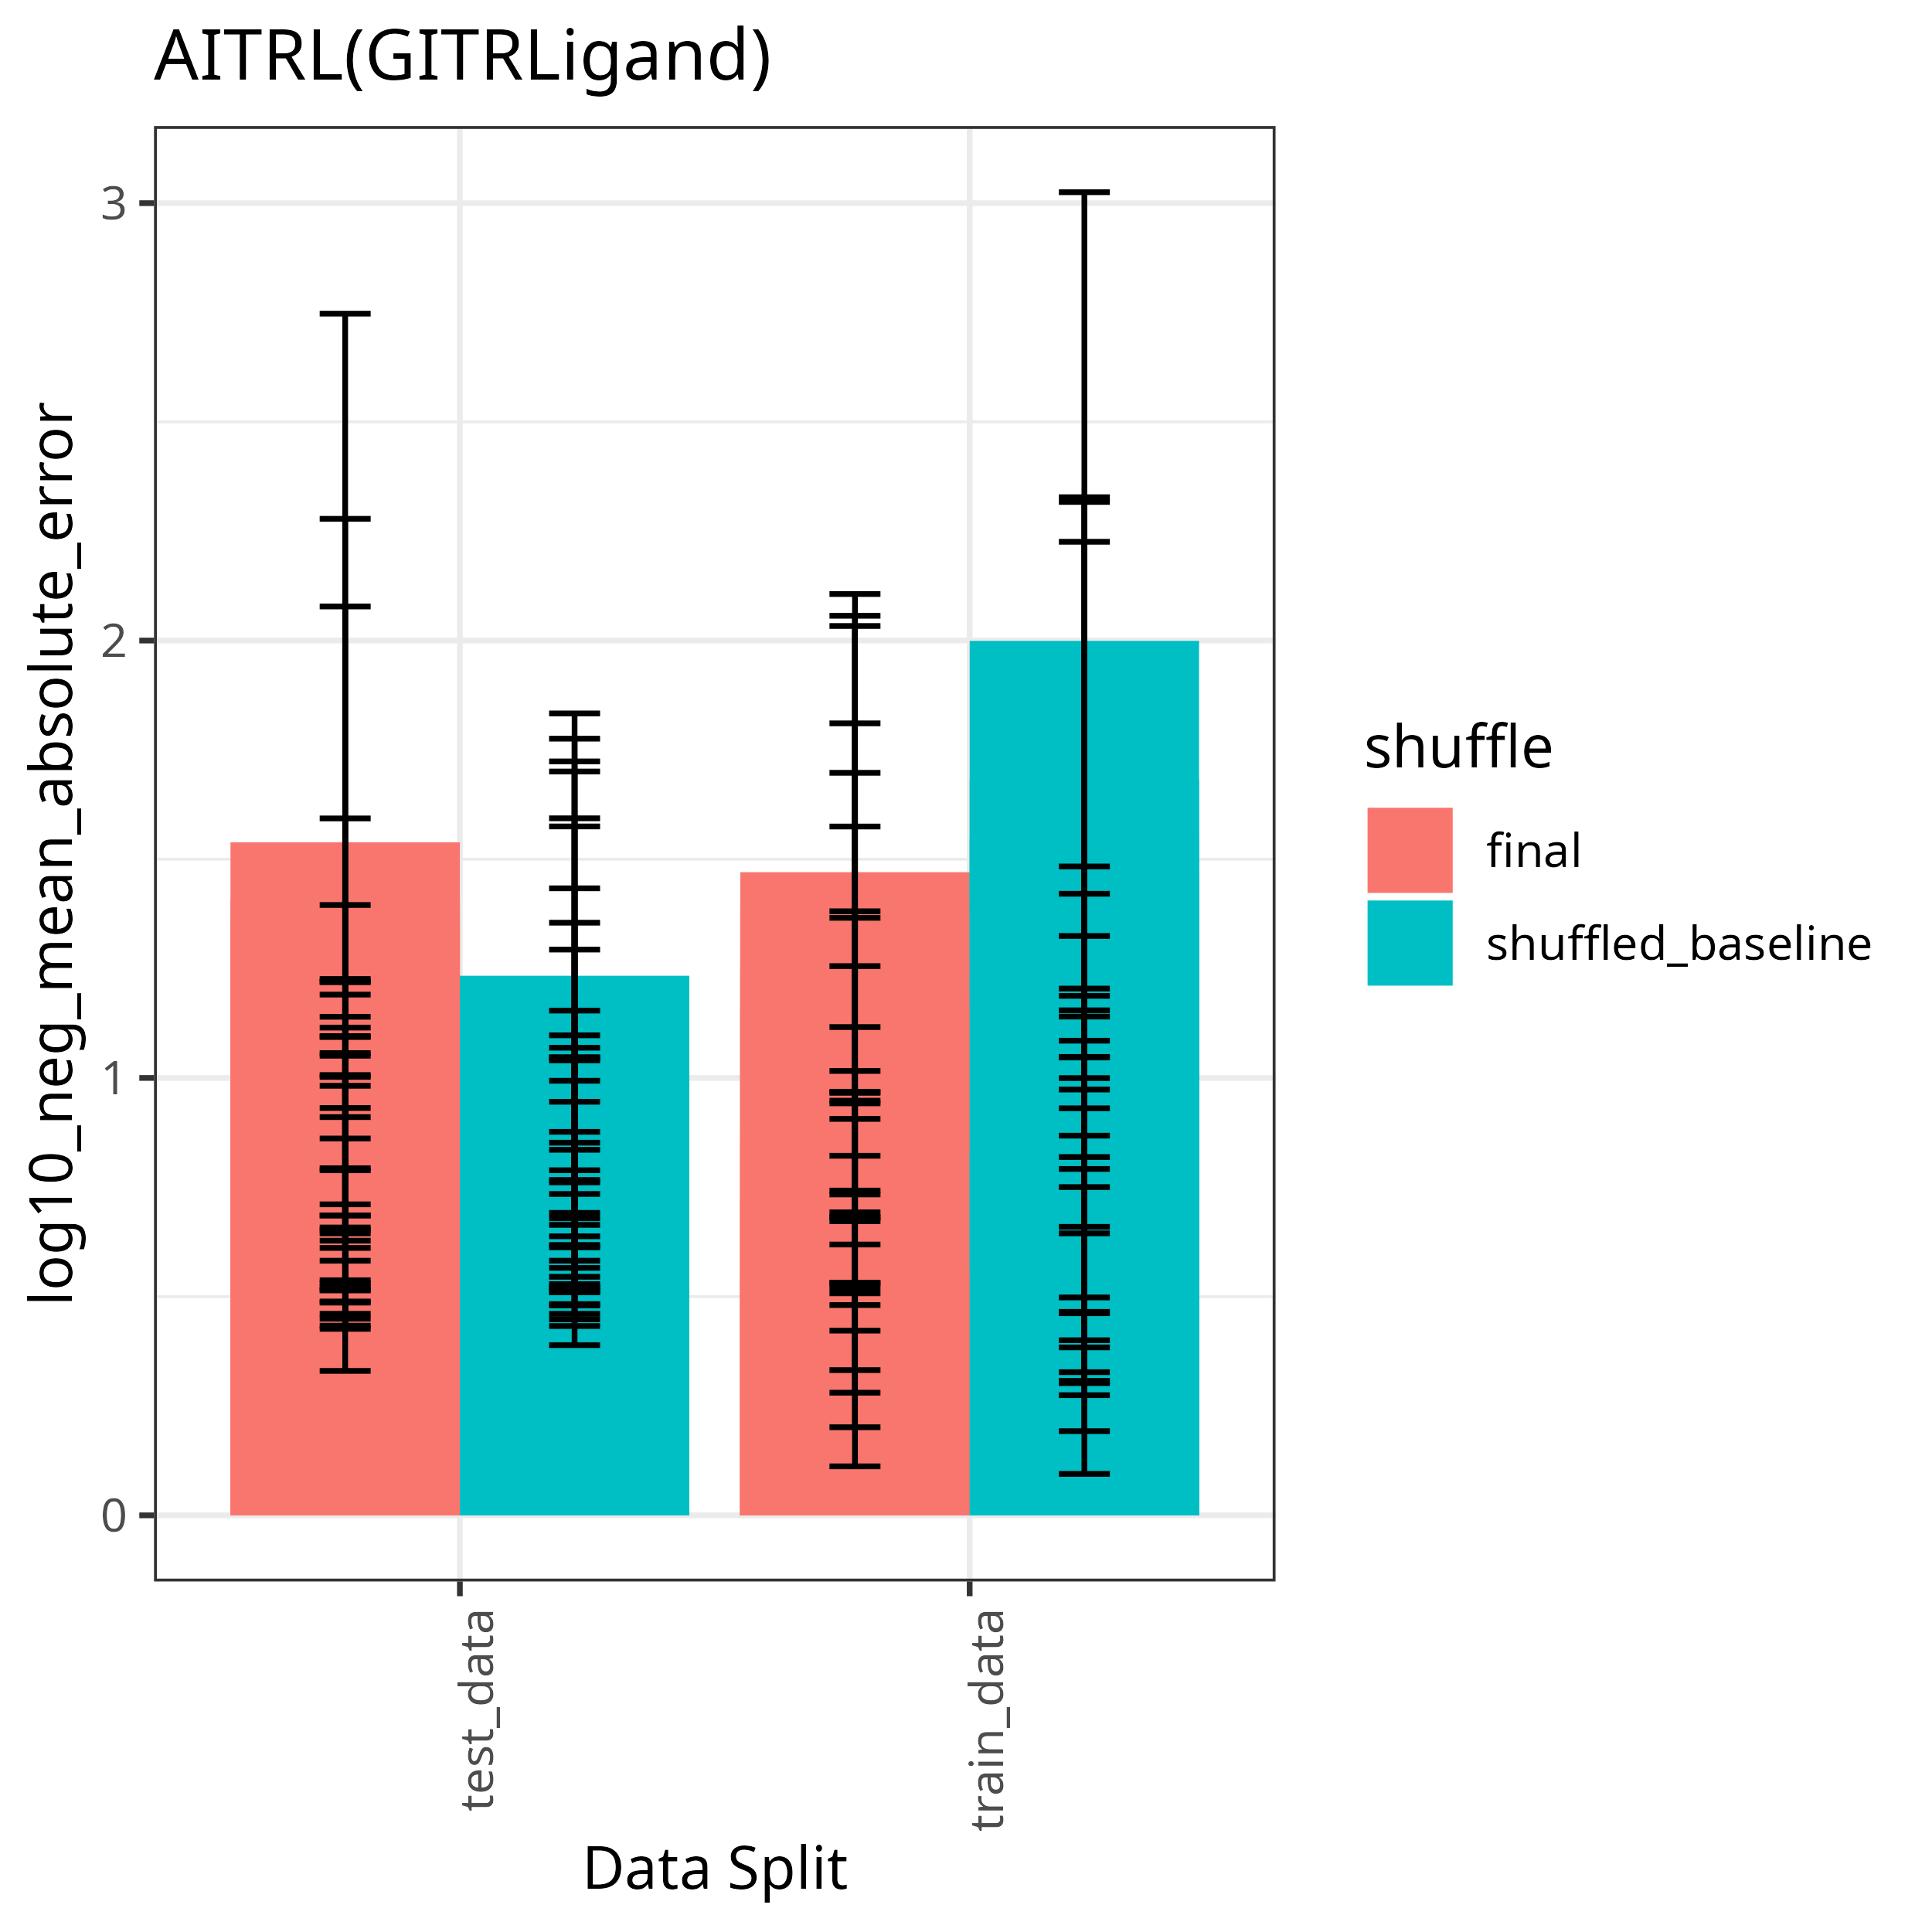 AITRL(GITRLigand)
log10_neg_mean_absolute_error
3
2
1
0
test_data
train_data
Data Split
shuffle
final
shuffled_baseline